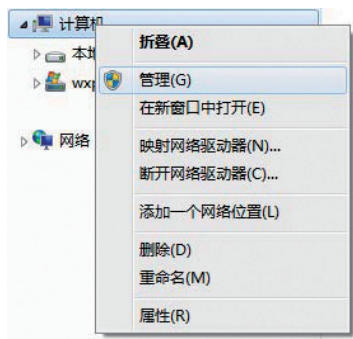 计算机
折叠(A)
本地
管理(G)
wxp
在新窗口中打开(E)
网络
映射网络驱动器(N)...
断开网络驱动器(C)...
添加一个网络位置(L)
删除(D)
重命名(M)
属性(R)